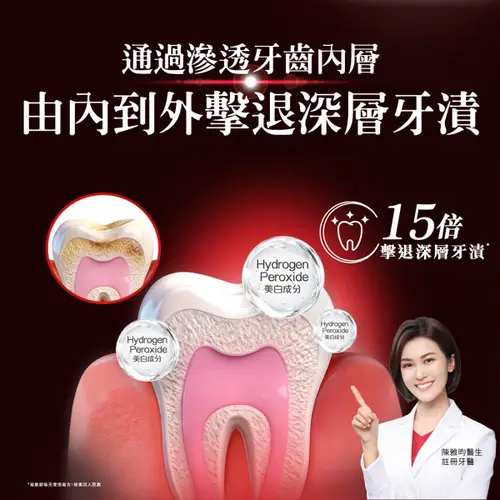 通過滲透牙齒內層
由內到外擊退深層牙漬
15倍
擊退深層牙漬*
Hydrogen
Peroxide
美白成分
Hydrogen
Peroxide
美白成分
Hydrogen
Peroxide
美白成分
陳雅昀醫生
註冊牙醫